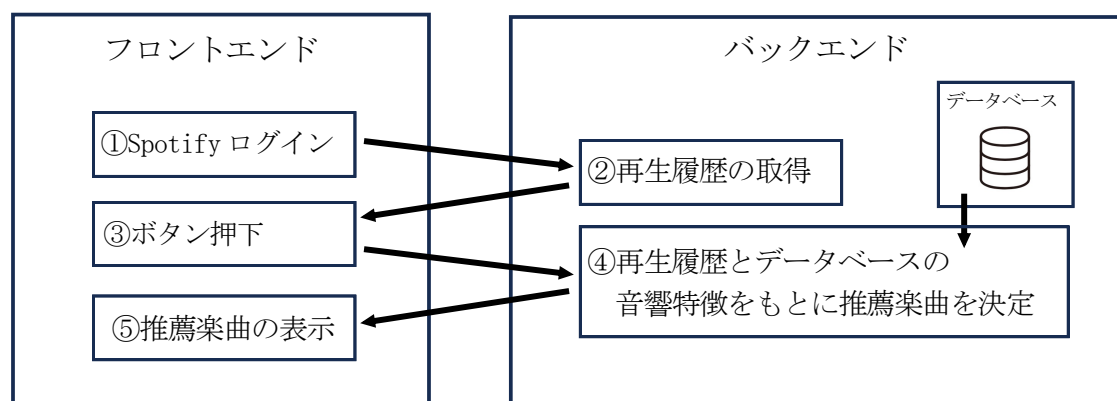 フロントエンド
①Spotify ログイン
③ボタン押下
⑤推薦楽曲の表示
バックエンド
データベース
②再生履歴の取得
④再生履歴とデータベースの
音響特徴をもとに推薦楽曲を決定